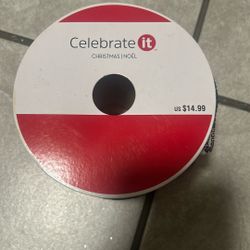 Celebrate it
CHRISTMAS | NOËL
US $14.99